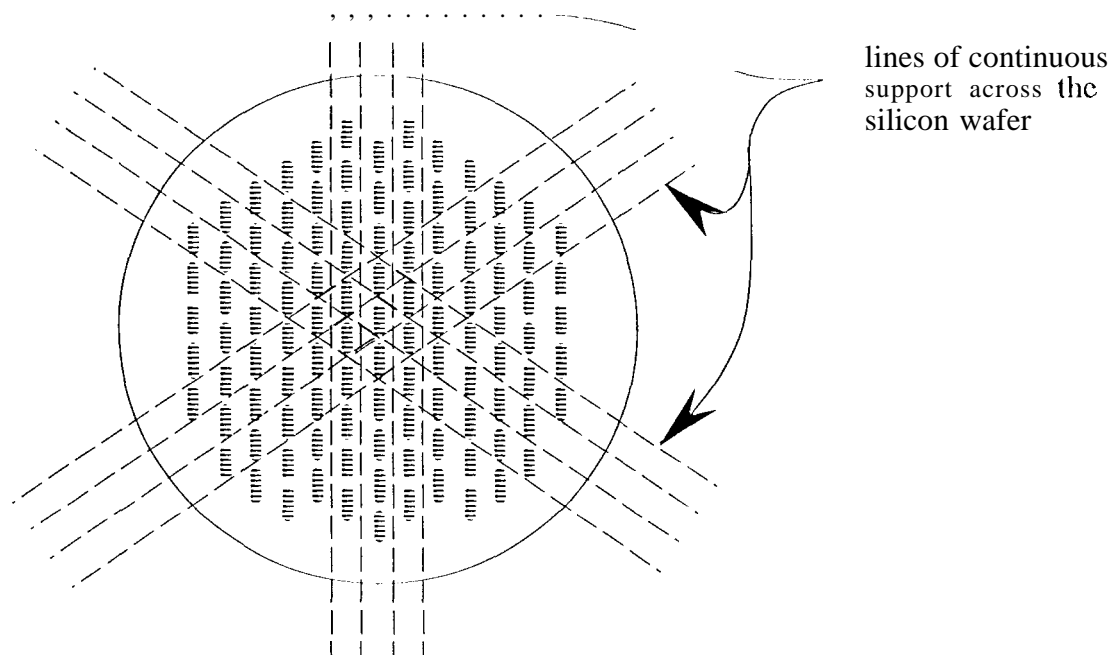 lines of continuous
support across the
silicon wafer